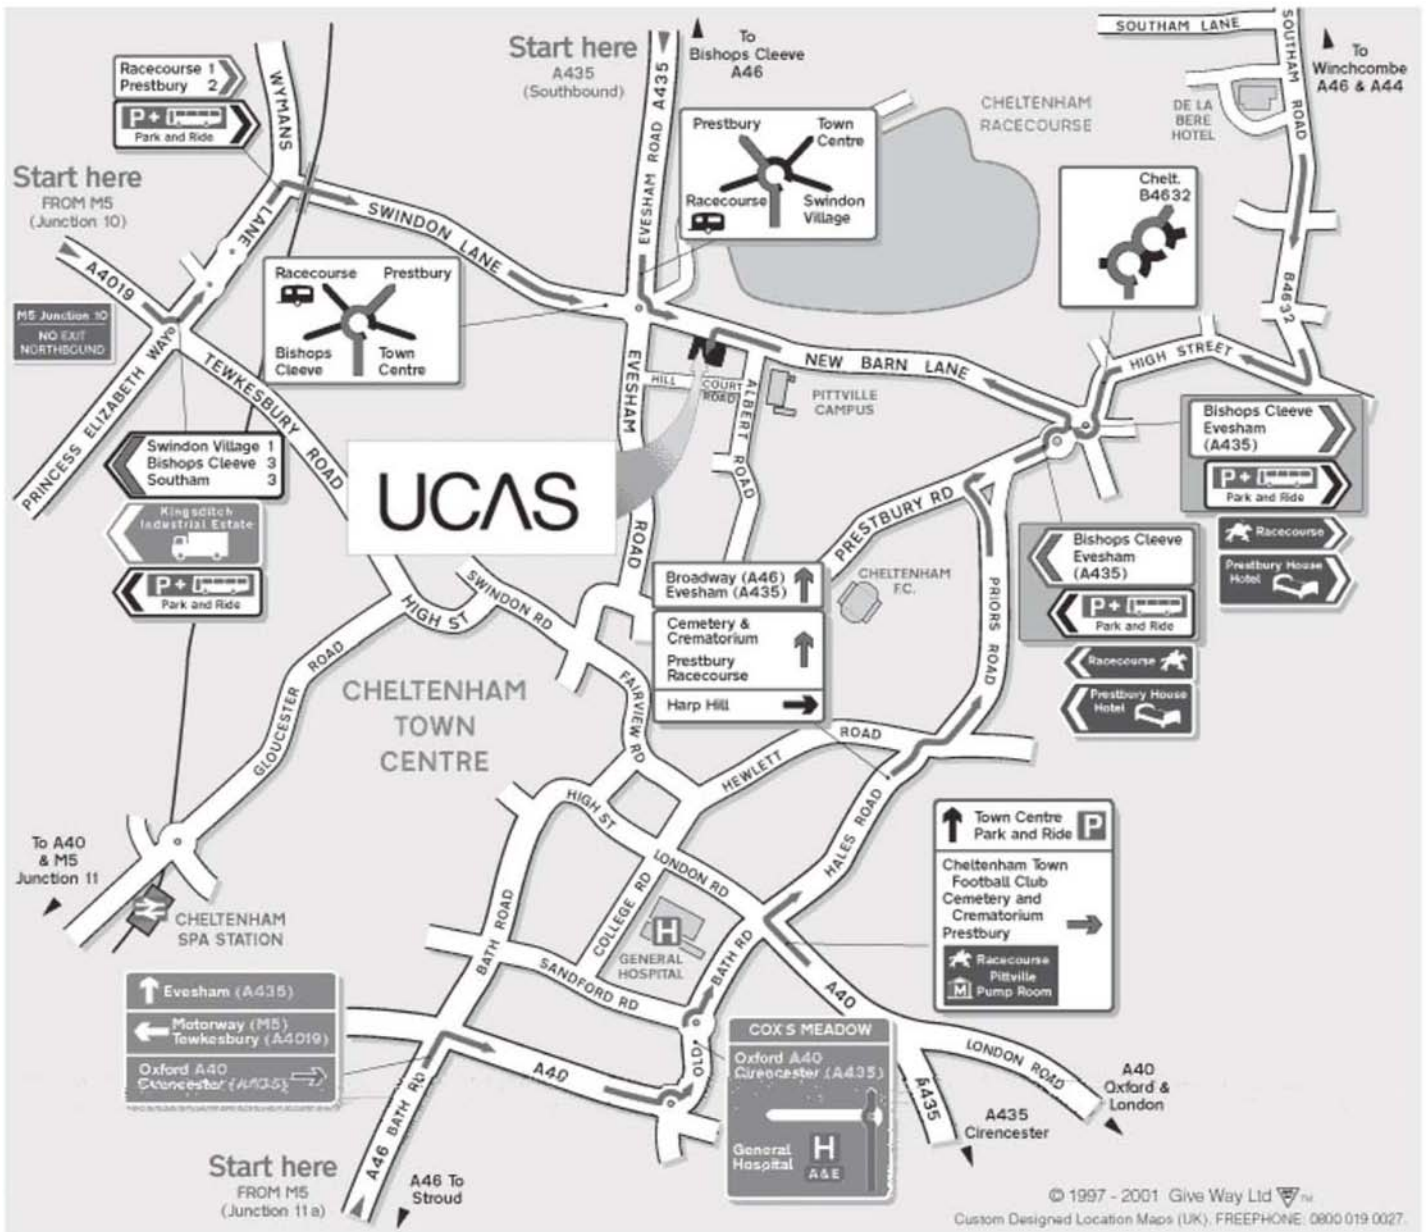 SOUTHAM LANE
SOUTHAM ROAD
To
Winchcombe
A46 & A44
DE LA
BERE
HOTEL
Start here
A435
(Southbound)
To
Bishops Cleeve
A46
EVESHAM ROAD A435
CHELTENHAM
RACECOURSE
Racecourse 1
Prestbury 2
P+
Park and Ride
WYMANS
LANE
Start here
FROM M5
(Junction 10)
A4019
M5 Junction 10
NO EXIT
NORTHBOUND
SWINDON LANE
Prestbury
Town
Centre
Racecourse
Swindon
Village
Chelt.
B4632
B4632
Racecourse
Prestbury
Bishops
Cleeve
Town
Centre
PRINCESS ELIZABETH WAY
TEWKESBURY ROAD
EVESHAM
ROAD
HILL COURT
ROAD
ALBERT ROAD
PITTVILLE
CAMPUS
NEW BARN LANE
HIGH STREET
Bishops Cleeve
Evesham
(A435)
P+
Park and Ride
Racecourse
Prestbury House
Hotel
Swindon Village 1
Bishops Cleeve 3
Southam 3
Kingsditch
Industrial Estate
P+
Park and Ride
UCAS
PRESTBURY RD
CHELTENHAM
F.C.
Bishops Cleeve
Evesham
(A435)
P+
Park and Ride
Racecourse
Prestbury House
Hotel
PRIORS ROAD
Broadway (A46)
Evesham (A435)
Cemetery &
Crematorium
Prestbury
Racecourse
Harp Hill
HIGH ST
SWINDON RD
GLOUCESTER ROAD
CHELTENHAM
TOWN
CENTRE
FAIRVIEW RD
HEWLETT ROAD
HALES ROAD
HIGH ST
LONDON RD
COLLEGE RD
H
GENERAL
HOSPITAL
BATH ROAD
SANDFORD RD
BATH RD
Town Centre
Park and Ride P
Cheltenham Town
Football Club
Cemetery and
Crematorium
Prestbury
Racecourse
Pittville
Pump Room
To A40
& M5
Junction 11
CHELTENHAM
SPA STATION
Evesham (A435)
Motorway (M5)
Tewkesbury (A4019)
Oxford A40
Cirencester (A435)
A40
OLD
A40
COX'S MEADOW
Oxford A40
Cirencester (A435)
General
Hospital
H
A&E
LONDON ROAD
A435
A40
Oxford &
London
A435
Cirencester
A46 BATH RD
Start here
FROM M5
(Junction 11a)
A46 To
Stroud
© 1997 - 2001 Give Way Ltd TM
Custom Designed Location Maps (UK). FREEPHONE: 0800 019 0027